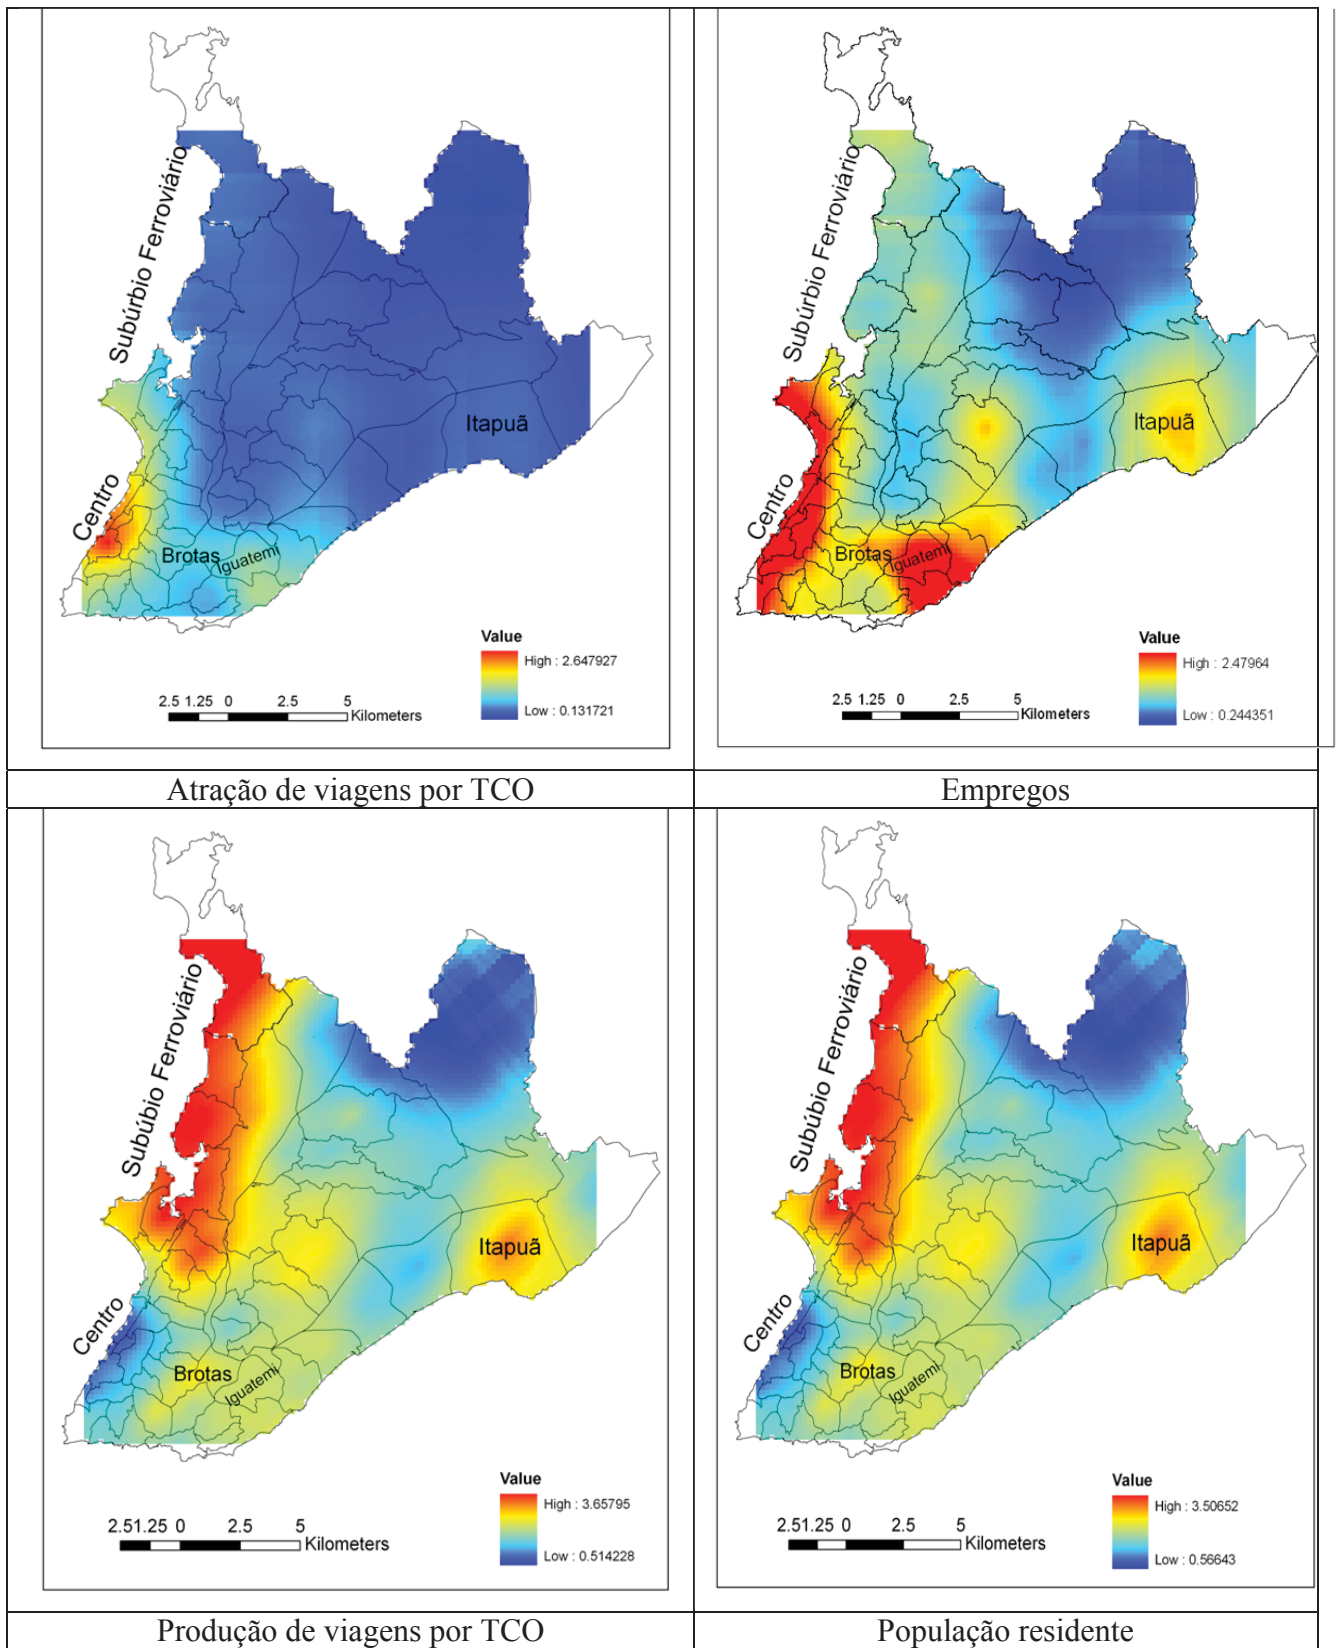 Subúrbio Ferroviário
Centro
Brotas
Iguatemi
Itapuã
Value
High : 2.647927
Low : 0.131721
2.5 1.25 0 2.5 5
Kilometers
Atração de viagens por TCO
Subúrbio Ferroviário
Centro
Brotas
Iguatemi
Itapuã
Value
High : 2.47964
Low : 0.244351
2.5 1.25 0 2.5 5
Kilometers
Empregos
Subúbio Ferroviário
Centro
Brotas
Iguatemi
Itapuã
Value
High : 3.65795
Low : 0.514228
2.51.25 0 2.5 5
Kilometers
Produção de viagens por TCO
Subúbio Ferroviário
Centro
Brotas
Iguatemi
Itapuã
Value
High : 3.50652
Low : 0.56643
2.51.25 0 2.5 5
Kilometers
População residente